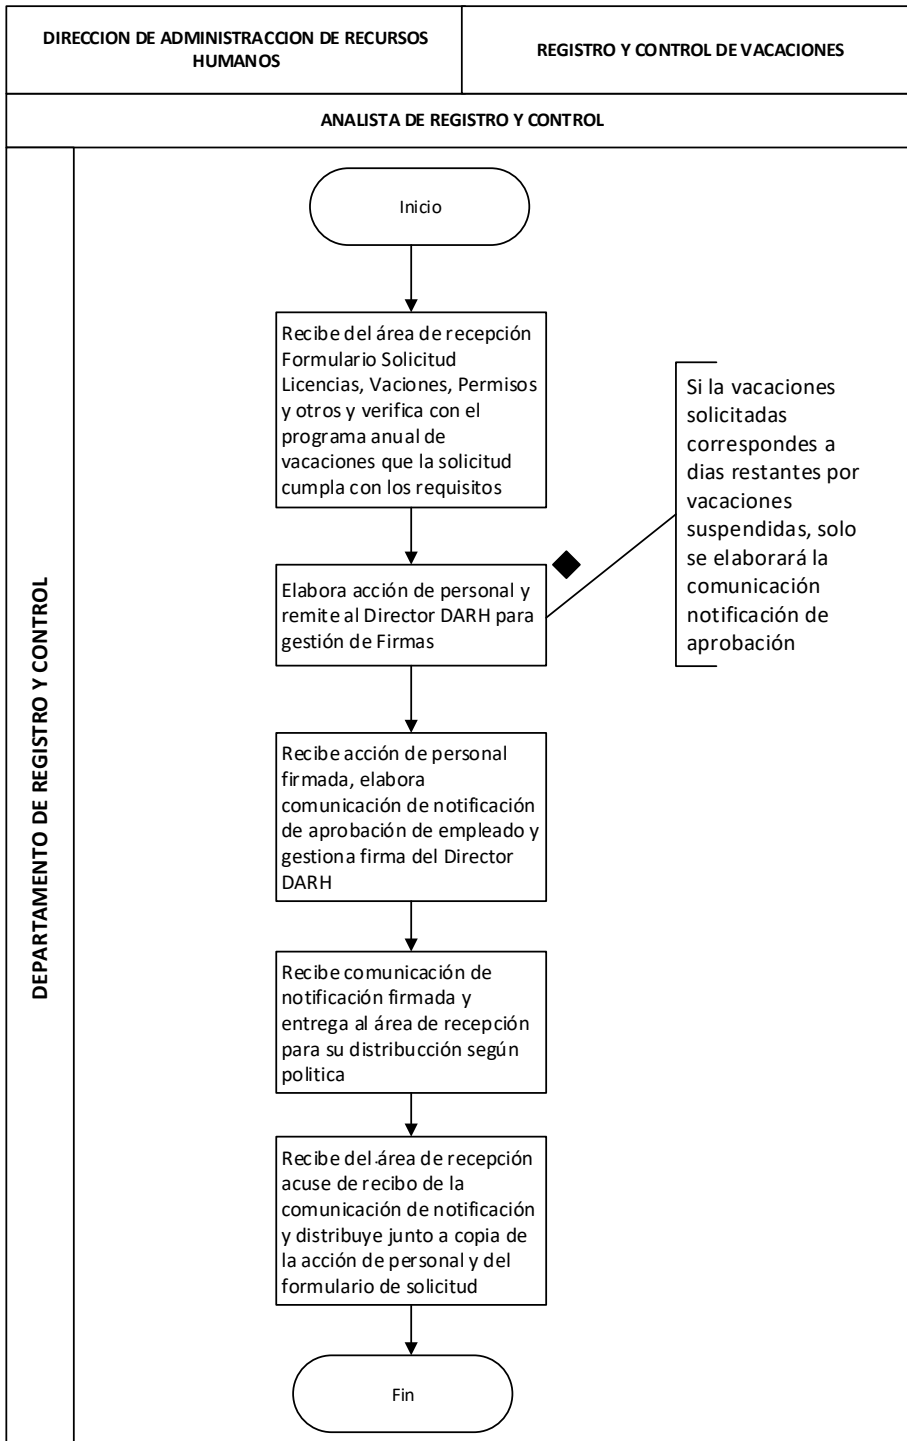 DIRECCION DE ADMINISTRACCION DE RECURSOS
HUMANOS
REGISTRO Y CONTROL DE VACACIONES
ANALISTA DE REGISTRO Y CONTROL
DEPARTAMENTO DE REGISTRO Y CONTROL
Inicio
Recibe del área de recepción
Formulario Solicitud
Licencias, Vaciones, Permisos
y otros y verifica con el
programa anual de
vacaciones que la solicitud
cumpla con los requisitos
Si la vacaciones
solicitadas
correspondes a
dias restantes por
vacaciones
suspendidas, solo
se elaborará la
comunicación
notificación de
aprobación
Elabora acción de personal y
remite al Director DARH para
gestión de Firmas
Recibe acción de personal
firmada, elabora
comunicación de notificación
de aprobación de empleado y
gestiona firma del Director
DARH
Recibe comunicación de
notificación firmada y
entrega al área de recepción
para su distribucción según
politica
Recibe del área de recepción
acuse de recibo de la
comunicación de notificación
y distribuye junto a copia de
la acción de personal y del
formulario de solicitud
Fin